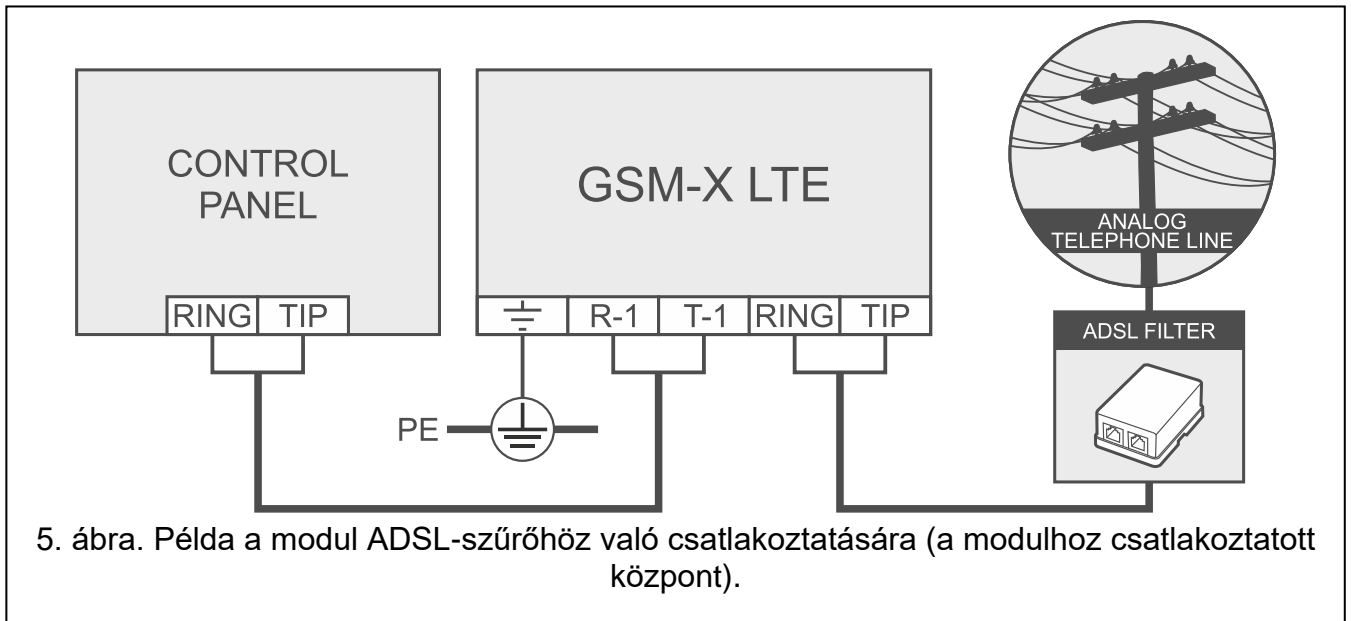 CONTROL
PANEL
RING TIP
GSM-X LTE
R-1 T-1 RING TIP
PE
ANALOG
TELEPHONE LINE
ADSL FILTER
5. ábra. Példa a modul ADSL-szűrőhöz való csatlakoztatására (a modulhoz csatlakoztatott
központ).